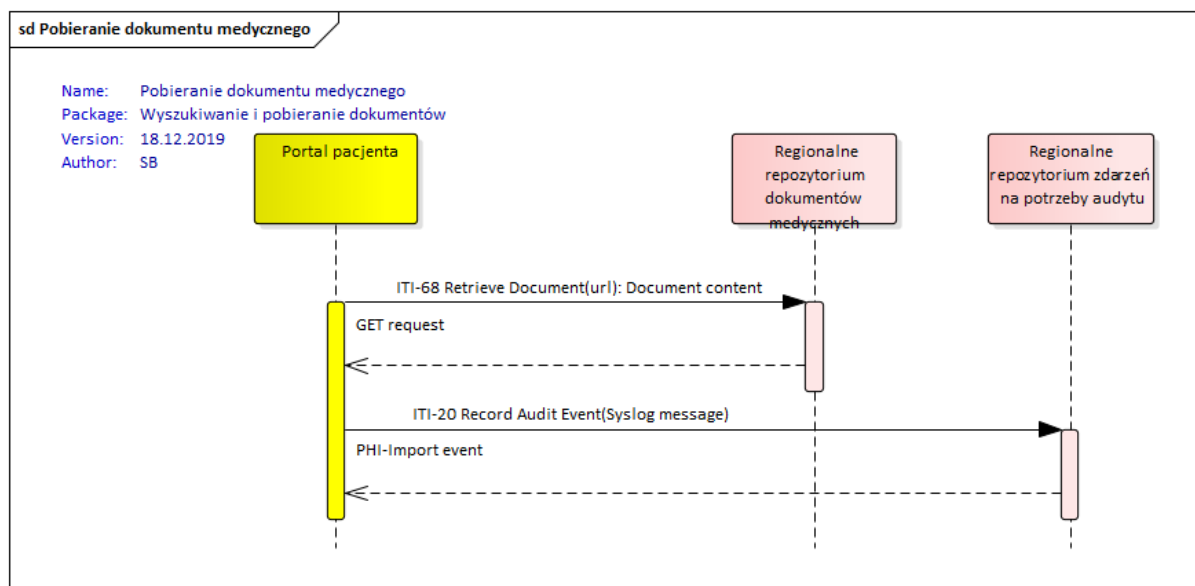 sd Pobieranie dokumentu medycznego
Name: Pobieranie dokumentu medycznego
Package: Wyszukiwanie i pobieranie dokumentów
Version: 18.12.2019
Author: SB
Portal pacjenta
Regionalne
repozytorium
dokumentów
medycznych
Regionalne
repozytorium zdarzeń
na potrzeby audytu
ITI-68 Retrieve Document(url): Document content
GET request
ITI-20 Record Audit Event(Syslog message)
PHI-Import event